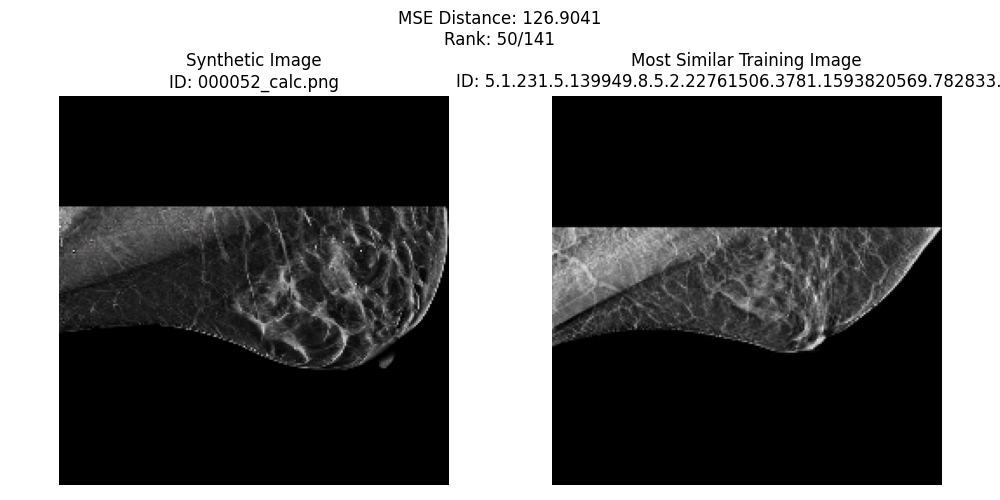 MSE Distance: 126.9041
Rank: 50/141
Synthetic Image
ID: 000052_calc.png
Most Similar Training Image
ID: 5.1.231.5.139949.8.5.2.22761506.3781.1593820569.782833.